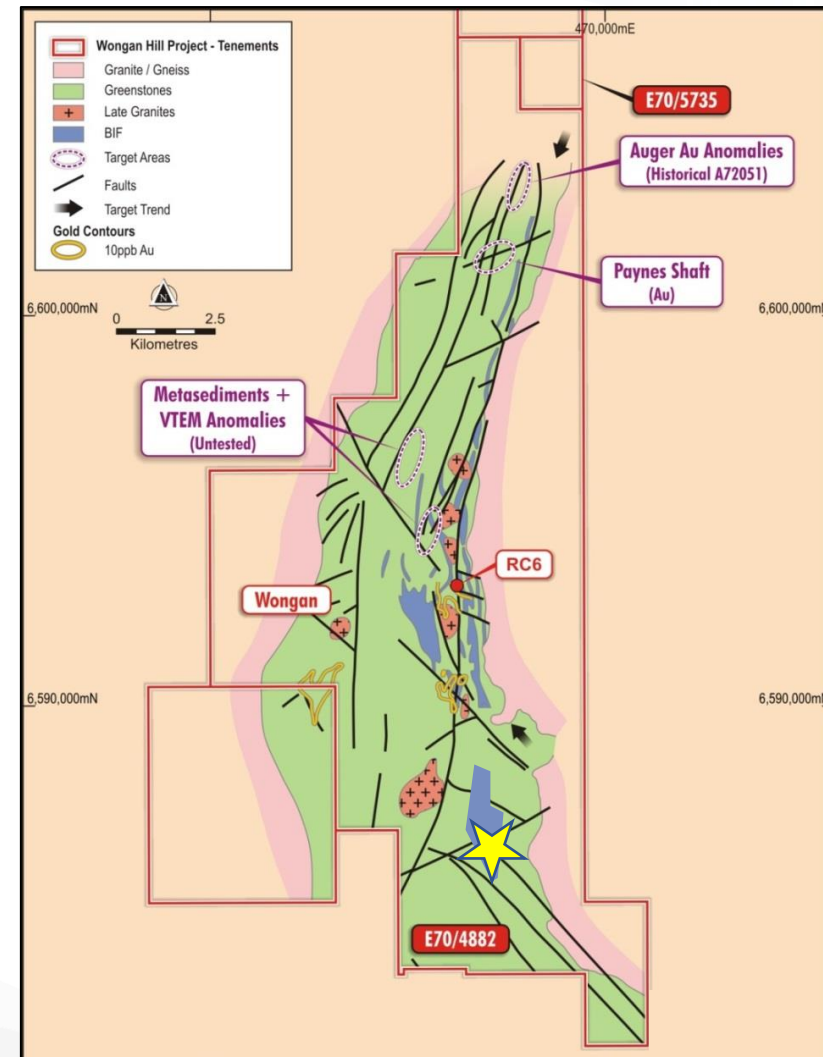 470,000mE
Wongan Hill Project - Tenements
Granite / Gneiss
Greenstones
Late Granites
BIF
Target Areas
Faults
Target Trend
Gold Contours
10ppb Au
E70/5735
Auger Au Anomalies
(Historical A72051)
Paynes Shaft
(Au)
6,600,000mN
6,600,000mN
N
0 2.5
Kilometres
Metasediments +
VTEM Anomalies
(Untested)
RC6
Wongan
6,590,000mN
6,590,000mN
E70/4882